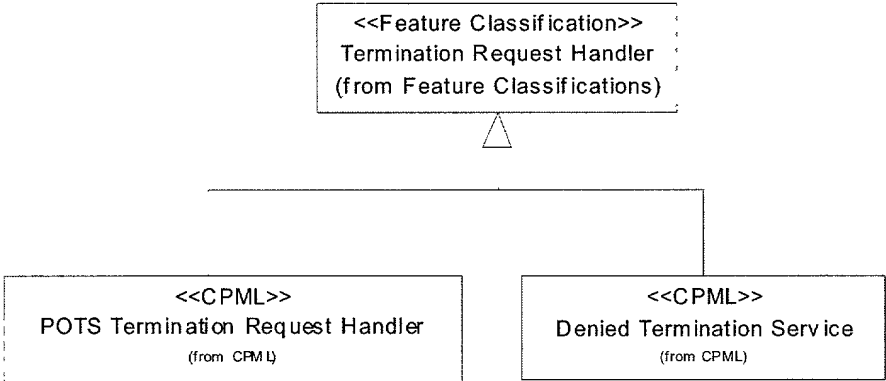 <<Feature Classification>>
Termination Request Handler
(from Feature Classifications)
<<CPML>>
POTS Termination Request Handler
(from CPML)
<<CPML>>
Denied Termination Service
(from CPML)